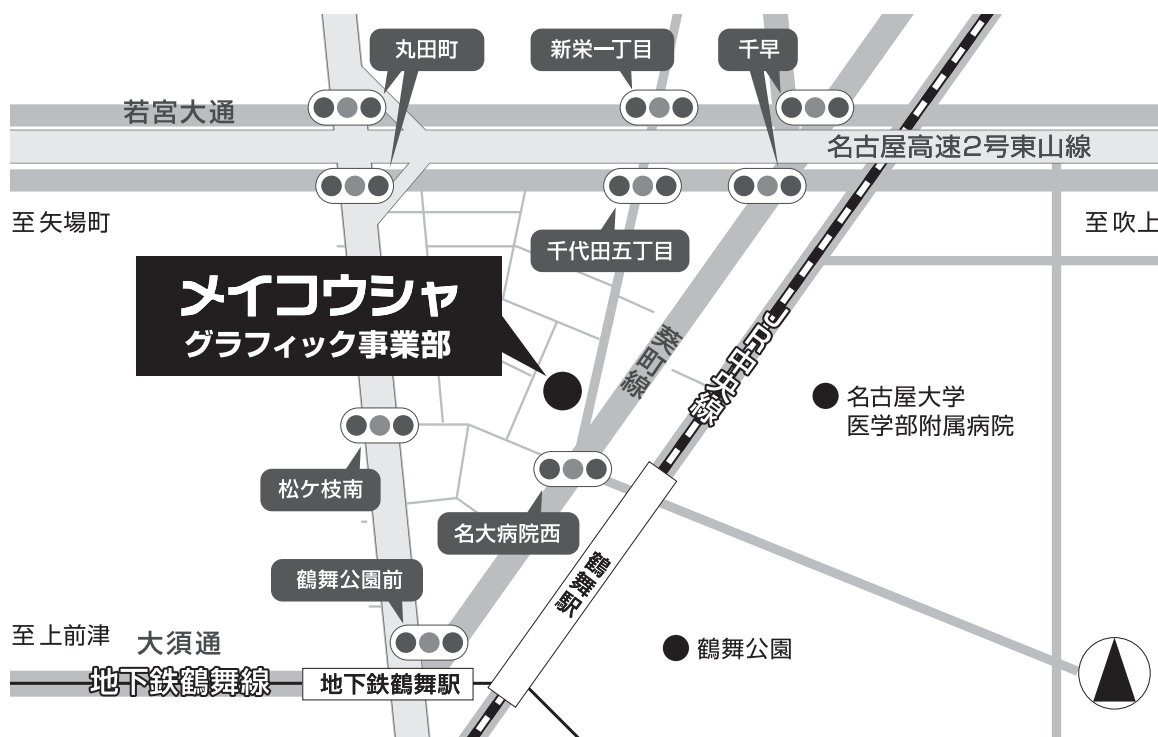 丸田町
新栄一丁目
千早
若宮大通
名古屋高速2号東山線
至矢場町
至吹上
千代田五丁目
メイコウシャ
グラフィック事業部
葵町線
JR中央線
名古屋大学
医学部附属病院
松ケ枝南
名大病院西
鶴舞公園前
鶴舞駅
至上前津
大須通
鶴舞公園
地下鉄鶴舞線
地下鉄鶴舞駅